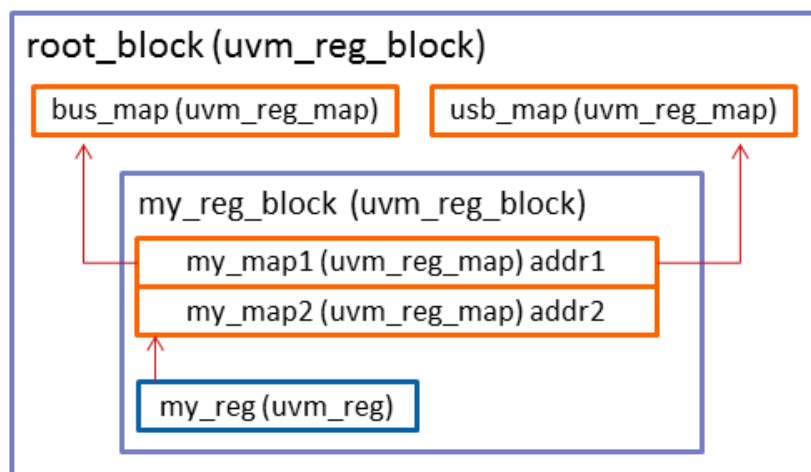 root_block (uvm_reg_block)
bus_map (uvm_reg_map)
usb_map (uvm_reg_map)
my_reg_block (uvm_reg_block)
my_map1 (uvm_reg_map) addr1
my_map2 (uvm_reg_map) addr2
my_reg (uvm_reg)